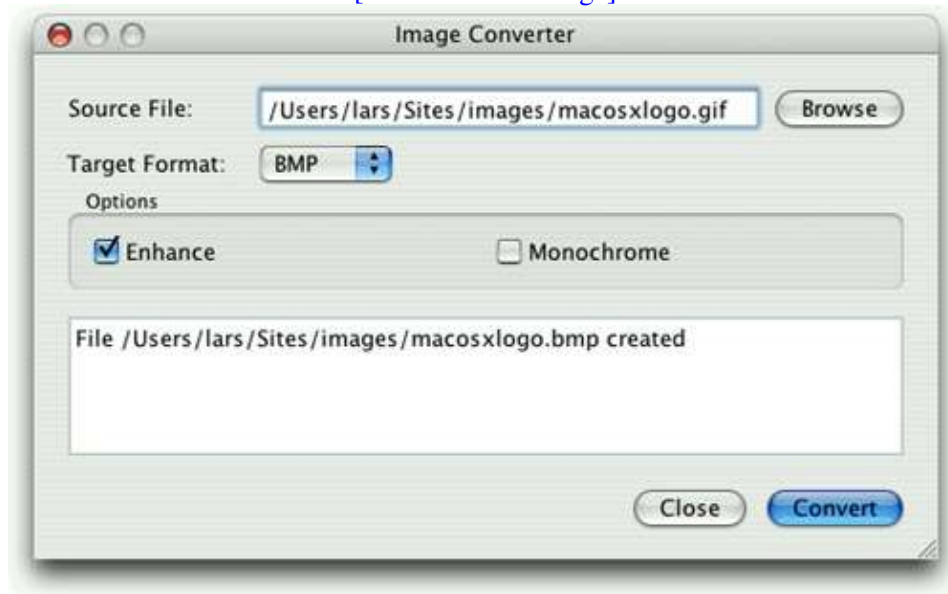 Image Converter
Source File: /Users/lars/Sites/images/macosxlogo.gif Browse
Target Format: BMP
Options
Enhance Monochrome
File /Users/lars/Sites/images/macosxlogo.bmp created
Close Convert